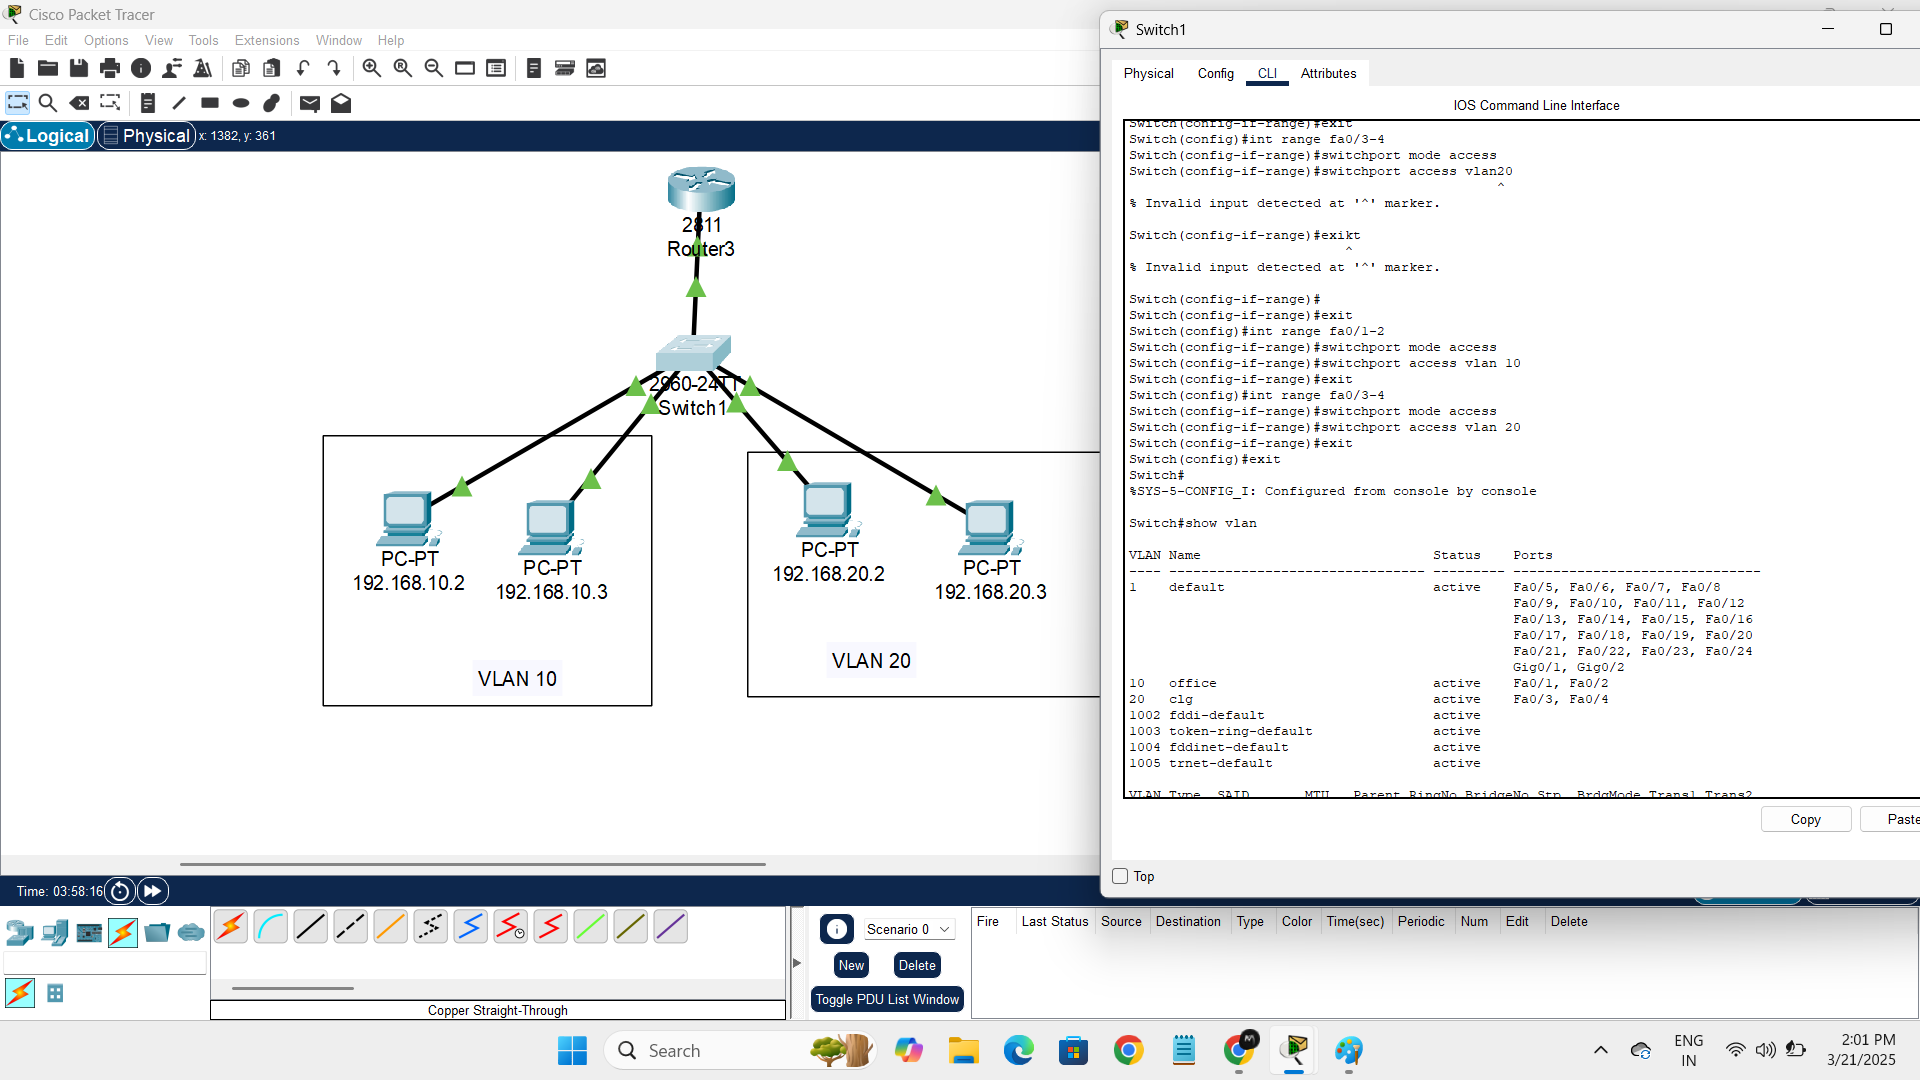 Cisco Packet Tracer
File Edit Options View Tools Extensions Window Help
Logical Physical x: 1382, y: 361
2811
Router3
2960-24TT
Switch1
PC-PT
192.168.10.2
PC-PT
192.168.10.3
PC-PT
192.168.20.2
PC-PT
192.168.20.3
VLAN 10
VLAN 20
Switch1
Physical Config CLI Attributes
IOS Command Line Interface
Switch(config-if-range)#exit
Switch(config)#int range fa0/3-4
Switch(config-if-range)#switchport mode access
Switch(config-if-range)#switchport access vlan20
^
% Invalid input detected at '^' marker.
Switch(config-if-range)#exikt
^
% Invalid input detected at '^' marker.
Switch(config-if-range)#
Switch(config-if-range)#exit
Switch(config)#int range fa0/1-2
Switch(config-if-range)#switchport mode access
Switch(config-if-range)#switchport access vlan 10
Switch(config-if-range)#exit
Switch(config)#int range fa0/3-4
Switch(config-if-range)#switchport mode access
Switch(config-if-range)#switchport access vlan 20
Switch(config-if-range)#exit
Switch(config)#exit
Switch#
%SYS-5-CONFIG_I: Configured from console by console
Switch#show vlan
VLAN Name Status Ports
---- -------------------------------- --------- -------------------------------
1 default active Fa0/5, Fa0/6, Fa0/7, Fa0/8
Fa0/9, Fa0/10, Fa0/11, Fa0/12
Fa0/13, Fa0/14, Fa0/15, Fa0/16
Fa0/17, Fa0/18, Fa0/19, Fa0/20
Fa0/21, Fa0/22, Fa0/23, Fa0/24
Gig0/1, Gig0/2
10 office active Fa0/1, Fa0/2
20 clg active Fa0/3, Fa0/4
1002 fddi-default active
1003 token-ring-default active
1004 fddinet-default active
1005 trnet-default active
VLAN Type SAID MTU Parent RingNo BridgeNo Stp BrdgMode Trans1 Trans2
Copy Paste
Top
Time: 03:58:16
Scenario 0
New Delete
Toggle PDU List Window
Fire Last Status Source Destination Type Color Time(sec) Periodic Num Edit Delete
Copper Straight-Through
Search
M
ENG
IN
2:01 PM
3/21/2025